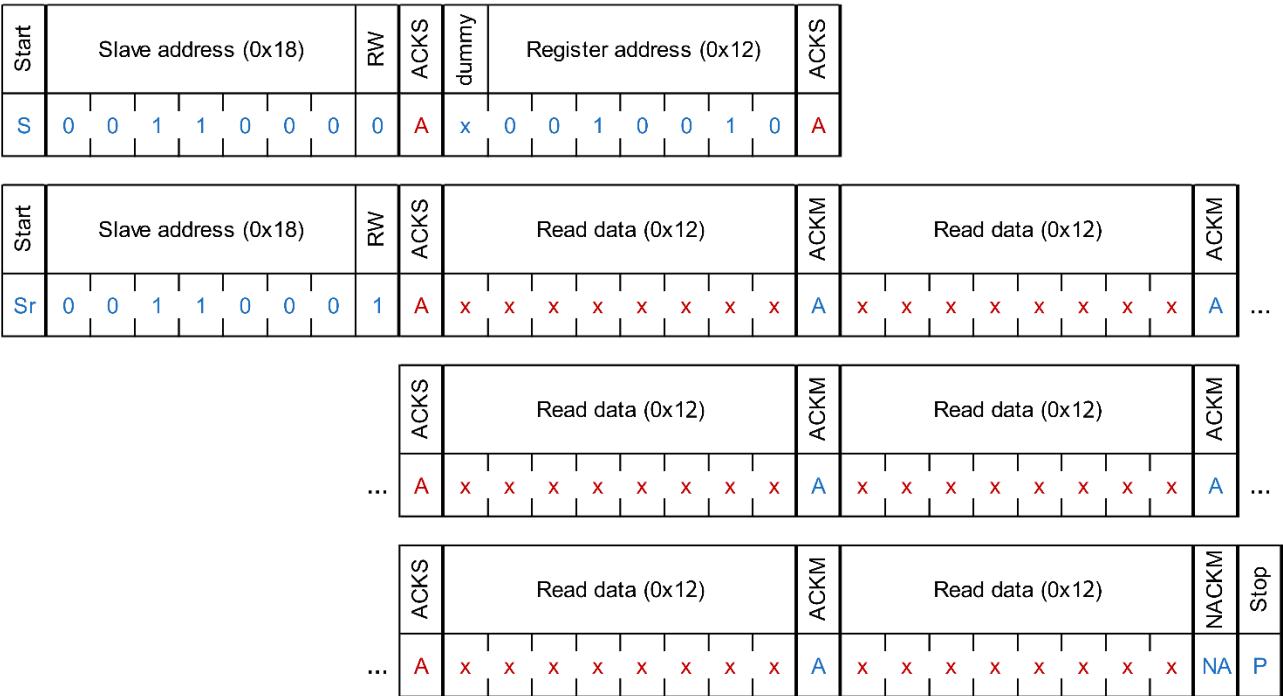 Start Slave address (0x18) RW ACKS dummy Register address (0x12) ACKS
S 0 0 1 1 0 0 0 0 A x 0 0 1 0 0 1 0 A
Start Slave address (0x18) RW ACKS Read data (0x12) ACKM Read data (0x12) ACKM
Sr 0 0 1 1 0 0 0 1 A x x x x x x x x A x x x x x x x x A ...
ACKS Read data (0x12) ACKM Read data (0x12) ACKM
... A x x x x x x x x A x x x x x x x x A ...
ACKS Read data (0x12) ACKM Read data (0x12) NACKM Stop
... A x x x x x x x x A x x x x x x x x NA P